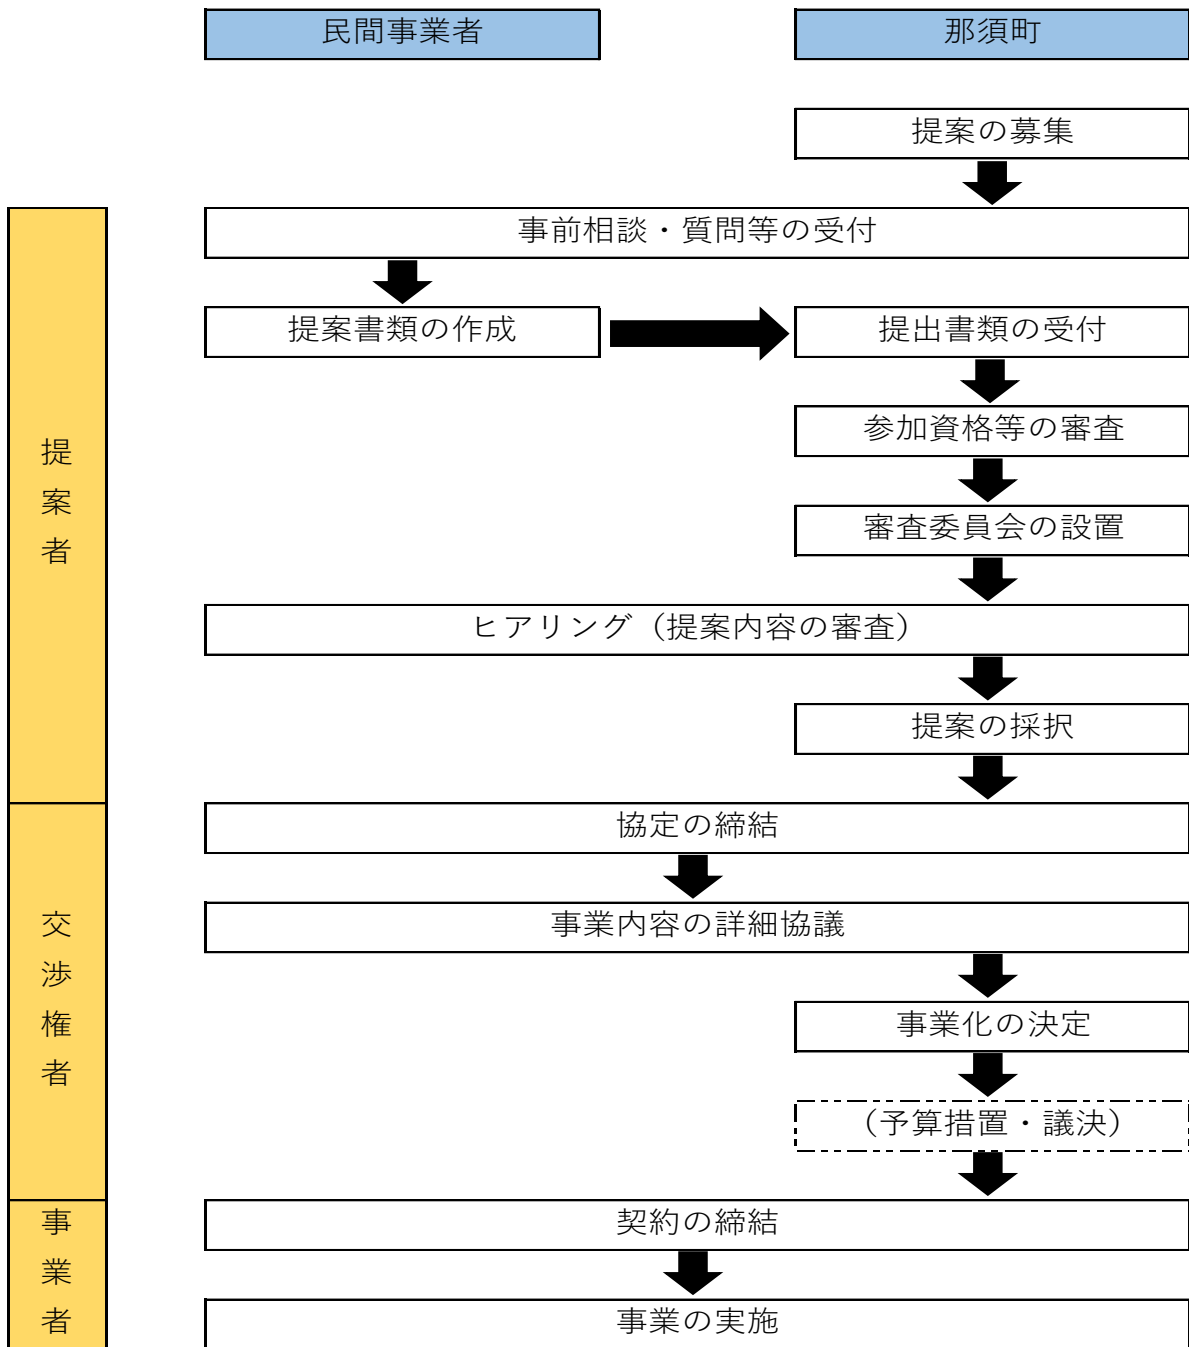 民間事業者
那須町
提案の募集
提案者
事前相談・質問等の受付
提案書類の作成
提出書類の受付
参加資格等の審査
審査委員会の設置
ヒアリング（提案内容の審査）
提案の採択
交渉権者
協定の締結
事業内容の詳細協議
事業化の決定
（予算措置・議決）
事業者
契約の締結
事業の実施